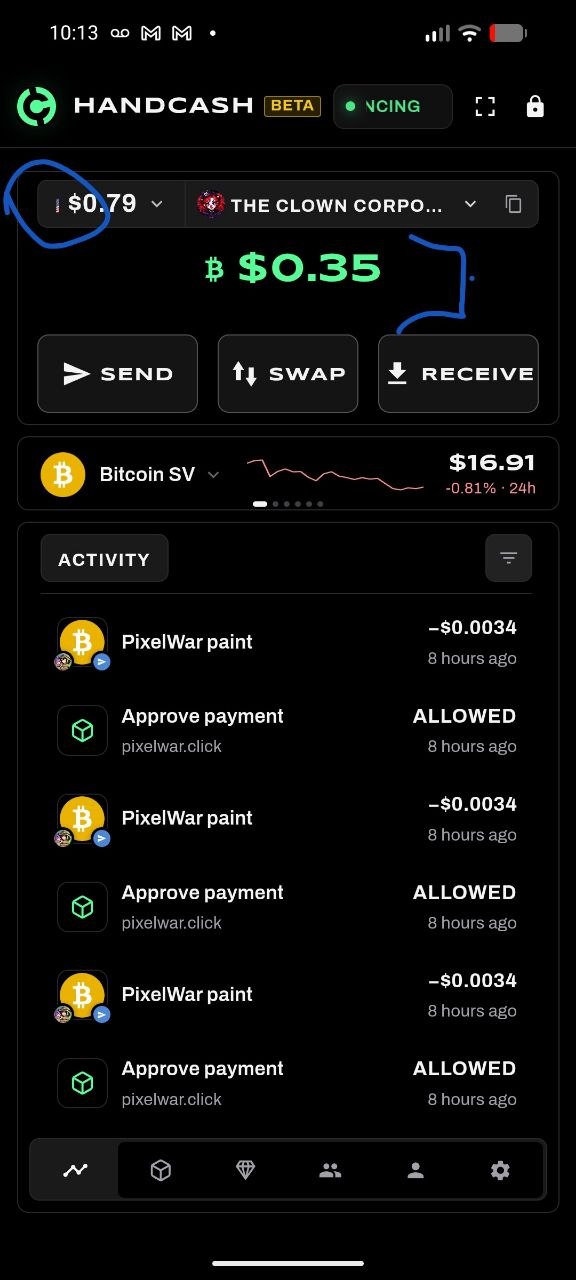 10:13
HANDCASH BETA NCING
$0.79 THE CLOWN CORPO...
₿ $0.35
SEND SWAP RECEIVE
Bitcoin SV $16.91
-0.81% · 24h
ACTIVITY
PixelWar paint –$0.0034
8 hours ago
Approve payment ALLOWED
pixelwar.click 8 hours ago
PixelWar paint –$0.0034
8 hours ago
Approve payment ALLOWED
pixelwar.click 8 hours ago
PixelWar paint –$0.0034
8 hours ago
Approve payment ALLOWED
pixelwar.click 8 hours ago